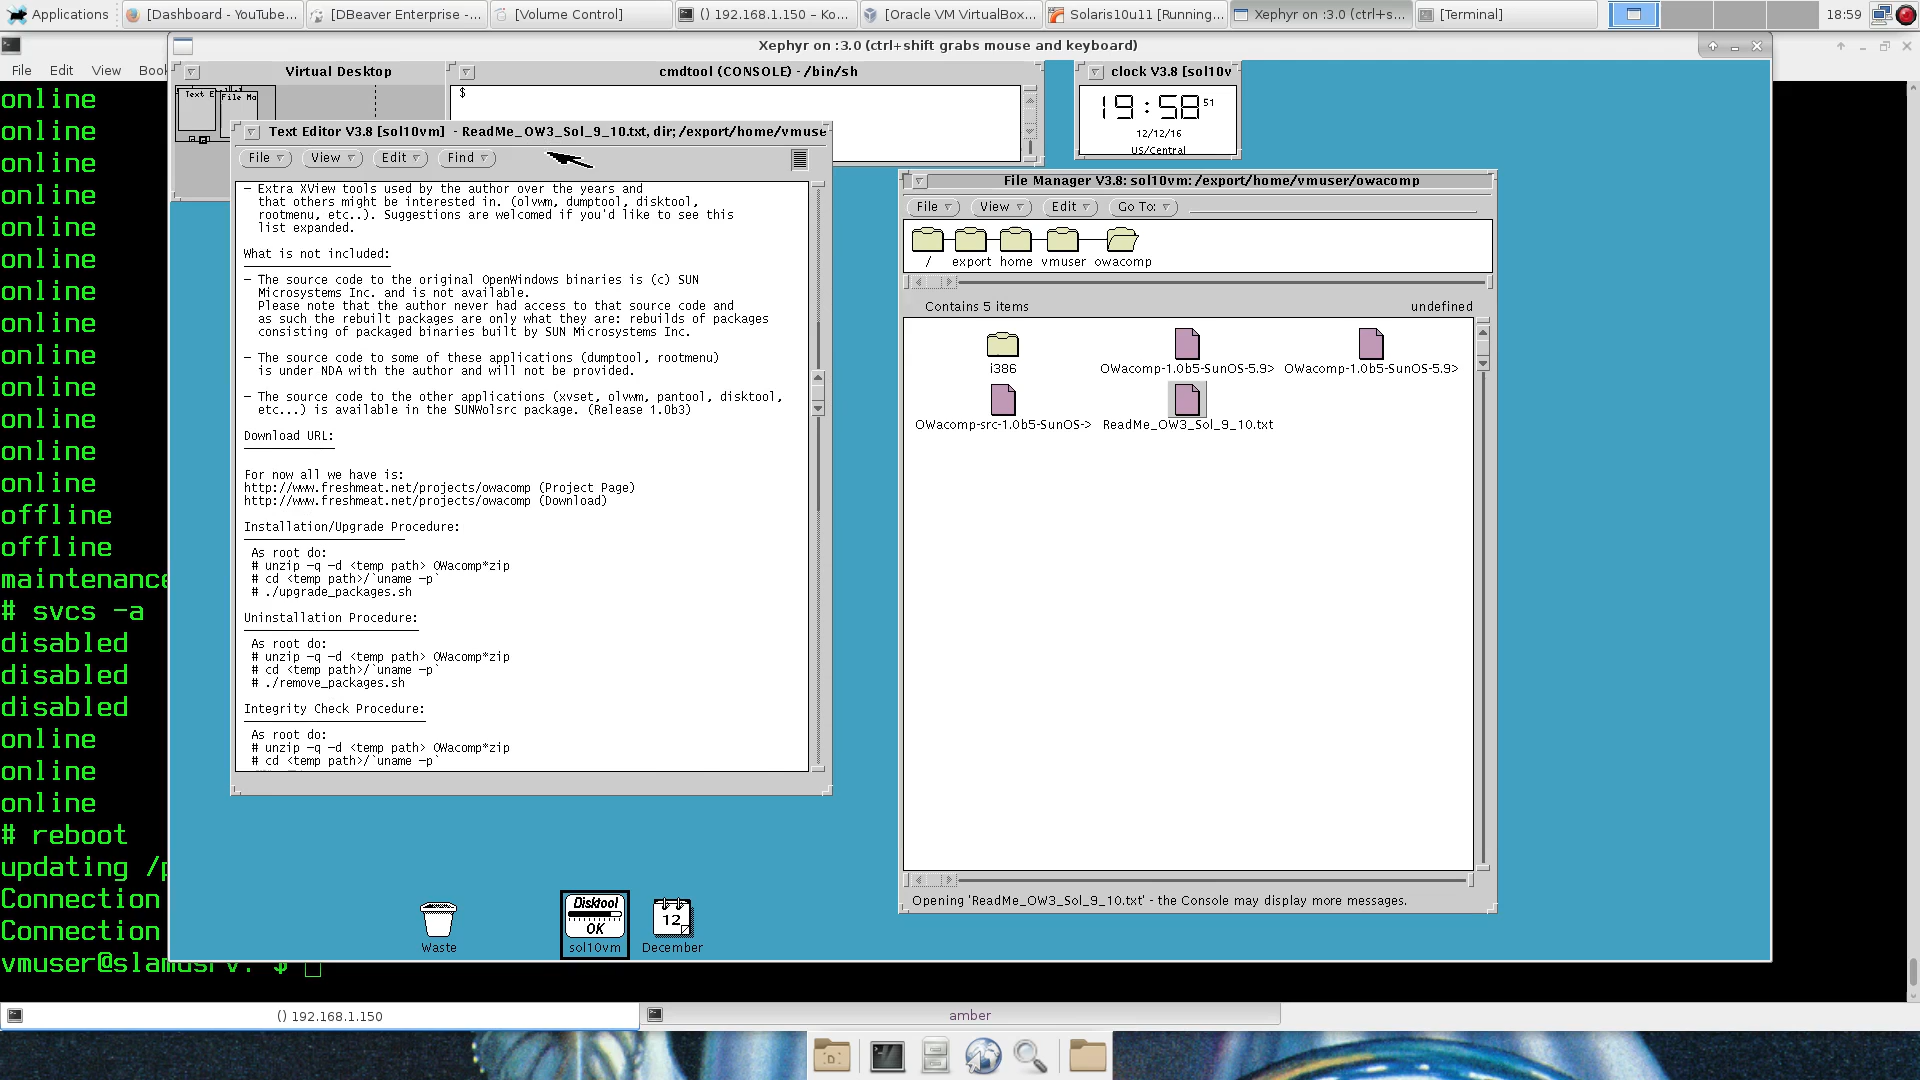 Applications
[Dashboard - YouTube...
[DBeaver Enterprise -...
[Volume Control]
() 192.168.1.150 – Ko...
[Oracle VM VirtualBox...
Solaris10u11 [Running...
Xephyr on :3.0 (ctrl+s...
[Terminal]
18:59
Xephyr on :3.0 (ctrl+shift grabs mouse and keyboard)
File Edit View Book
Virtual Desktop
cmdtool (CONSOLE) - /bin/sh
$
clock V3.8 [sol10v
19:58 51
12/12/16
US/Central
online
online
online
online
online
online
online
online
online
online
online
online
online
offline
offline
maintenance
# svcs -a
disabled
disabled
disabled
online
online
online
# reboot
updating /p
Connection
Connection
vmuser@slamdsrv: $
Text Editor V3.8 [sol10vm] - ReadMe_OW3_Sol_9_10.txt, dir; /export/home/vmuse
File View Edit Find
- Extra XView tools used by the author over the years and
that others might be interested in. (olvwm, dumptool, disktool,
rootmenu, etc..). Suggestions are welcomed if you'd like to see this
list expanded.
What is not included:
- The source code to the original OpenWindows binaries is (c) SUN
Microsystems Inc. and is not available.
Please note that the author never had access to that source code and
as such the rebuilt packages are only what they are: rebuilds of packages
consisting of packaged binaries built by SUN Microsystems Inc.
- The source code to some of these applications (dumptool, rootmenu)
is under NDA with the author and will not be provided.
- The source code to the other applications (xvset, olvwm, pantool, disktool,
etc...) is available in the SUNWolsrc package. (Release 1.0b3)
Download URL:
For now all we have is:
http://www.freshmeat.net/projects/owacomp (Project Page)
http://www.freshmeat.net/projects/owacomp (Download)
Installation/Upgrade Procedure:
As root do:
# unzip -q -d <temp path> OWacomp*zip
# cd <temp path>/`uname -p`
# ./upgrade_packages.sh
Uninstallation Procedure:
As root do:
# unzip -q -d <temp path> OWacomp*zip
# cd <temp path>/`uname -p`
# ./remove_packages.sh
Integrity Check Procedure:
As root do:
# unzip -q -d <temp path> OWacomp*zip
# cd <temp path>/`uname -p`
File Manager V3.8: sol10vm: /export/home/vmuser/owacomp
File View Edit Go To:
/ export home vmuser owacomp
Contains 5 items
undefined
i386
OWacomp-1.0b5-SunOS-5.9>
OWacomp-1.0b5-SunOS-5.9>
OWacomp-src-1.0b5-SunOS->
ReadMe_OW3_Sol_9_10.txt
Opening 'ReadMe_OW3_Sol_9_10.txt' - the Console may display more messages.
Waste
Disktool
OK
sol10vm
12
December
() 192.168.1.150
amber